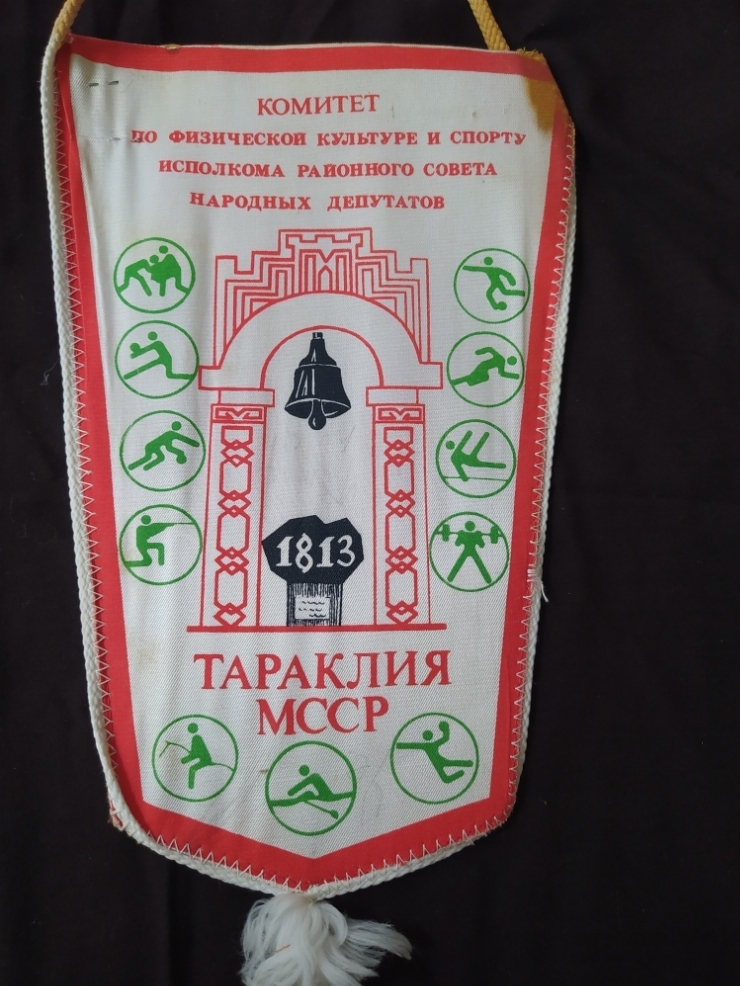 КОМИТЕТ
ПО ФИЗИЧЕСКОЙ КУЛЬТУРЕ И СПОРТУ
ИСПОЛКОМА РАЙОННОГО СОВЕТА
НАРОДНЫХ ДЕПУТАТОВ
1813
ТАРАКЛИЯ
МССР